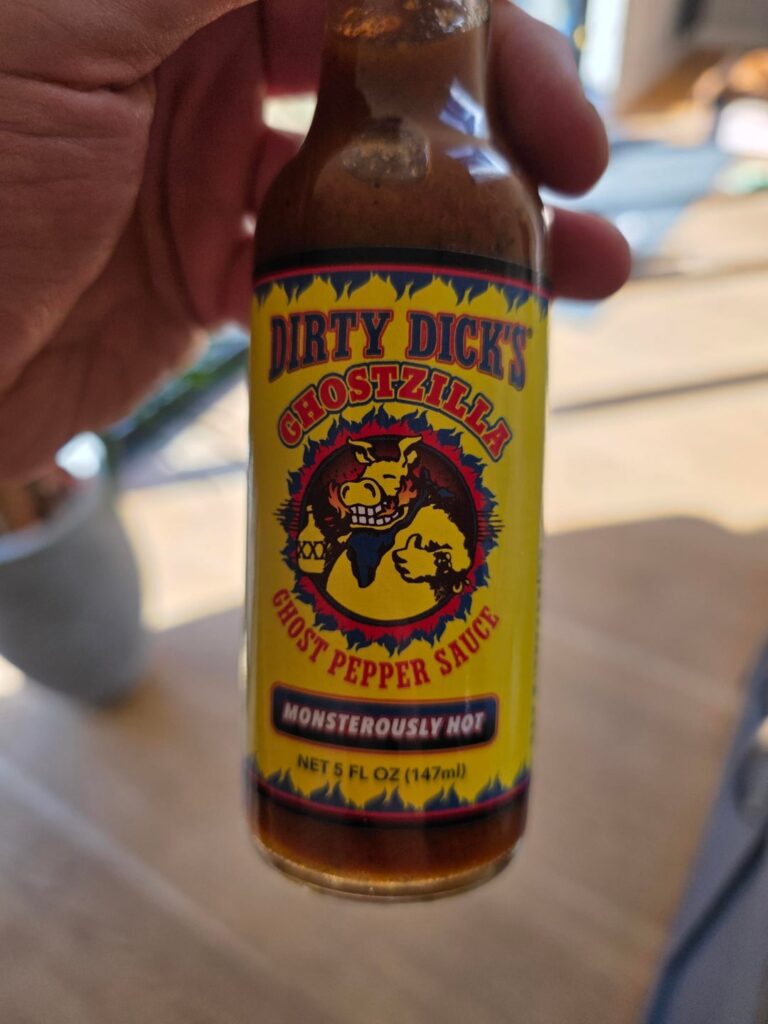 DIRTY DICK'S
GHOSTZILLA
XXX
GHOST PEPPER SAUCE
MONSTEROUSLY HOT
NET 5 FL OZ (147ml)